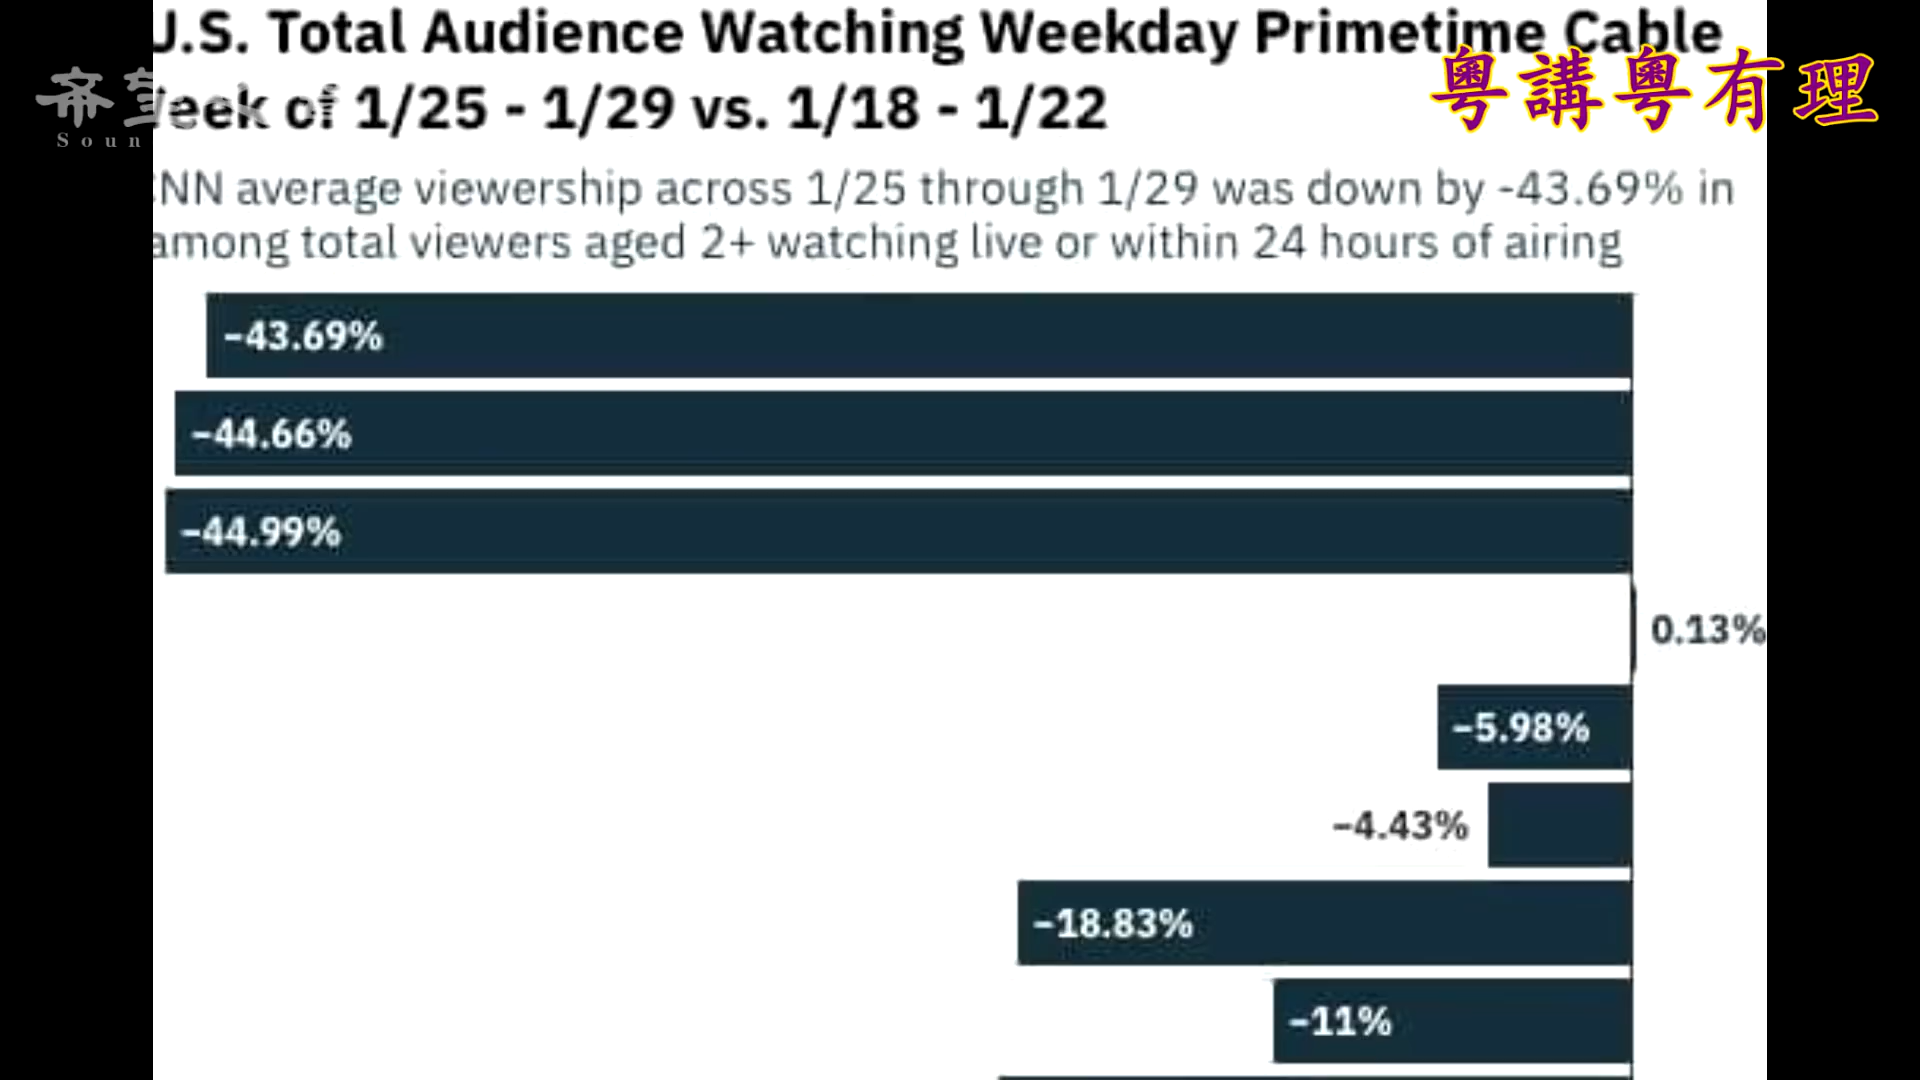 U.S. Total Audience Watching Weekday Primetime Cable
eek of 1/25 - 1/29 vs. 1/18 - 1/22
粵講粵有理
希望
Soun
NN average viewership across 1/25 through 1/29 was down by -43.69% in
among total viewers aged 2+ watching live or within 24 hours of airing
-43.69%
-44.66%
-44.99%
0.13%
-5.98%
-4.43%
-18.83%
-11%